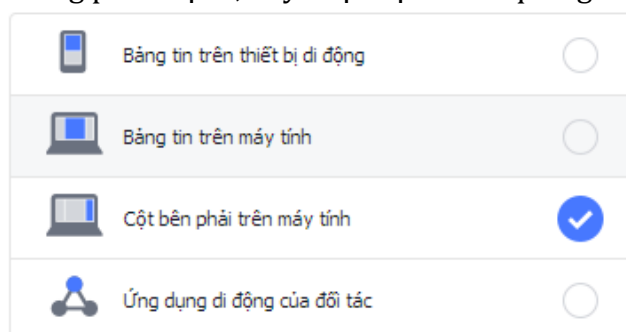 Bảng tin trên thiết bị di động
Bảng tin trên máy tính
Cột bên phải trên máy tính
Ứng dụng di động của đối tác